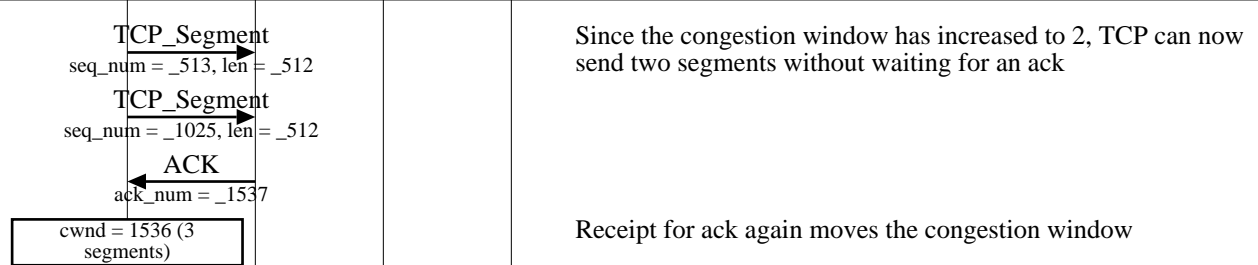 TCP_Segment
seq_num = _513, len = _512
Since the congestion window has increased to 2, TCP can now
send two segments without waiting for an ack
TCP_Segment
seq_num = _1025, len = _512
ACK
ack_num = _1537
cwnd = 1536 (3
segments)
Receipt for ack again moves the congestion window